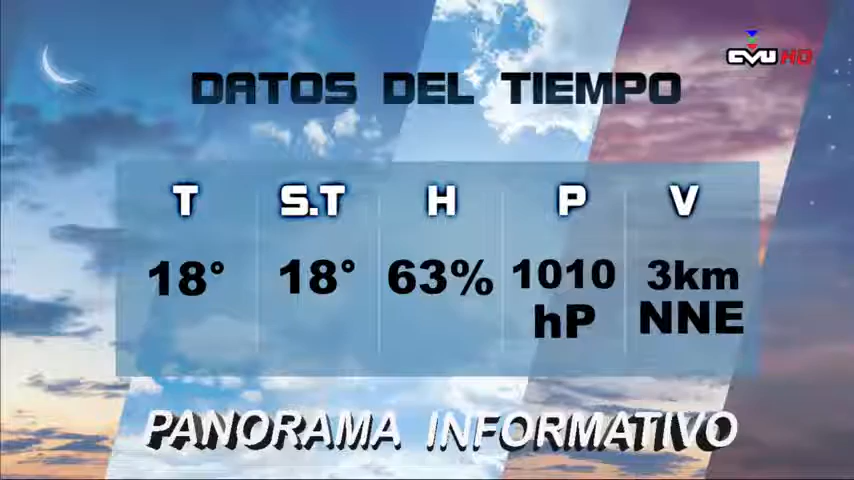 CVU HD
DATOS DEL TIEMPO
T S.T H P V
18° 18° 63% 1010 hP 3km NNE
PANORAMA INFORMATIVO